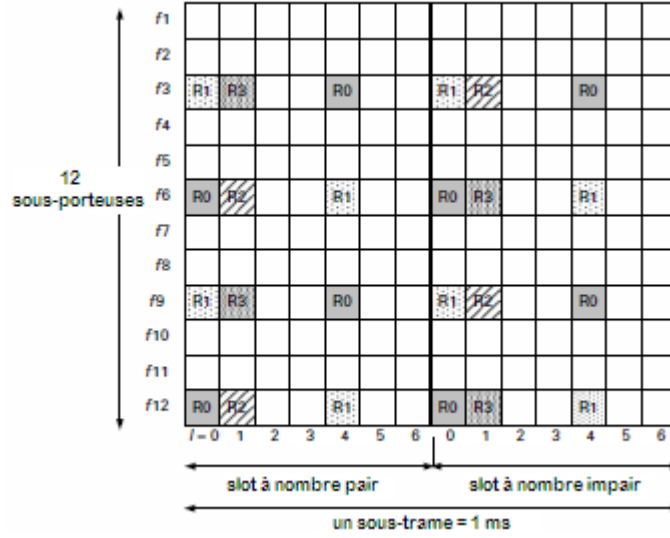 f1
f2
f3 R1 R3 R0 R1 R2 R0
f4
f5
12
sous-porteuses
f6 R0 R2 R1 R0 R3 R1
f7
f8
f9 R1 R3 R0 R1 R2 R0
f10
f11
f12 R0 R2 R1 R0 R3 R1
l = 0 1 2 3 4 5 6 0 1 2 3 4 5 6
slot à nombre pair slot à nombre impair
un sous-trame = 1 ms